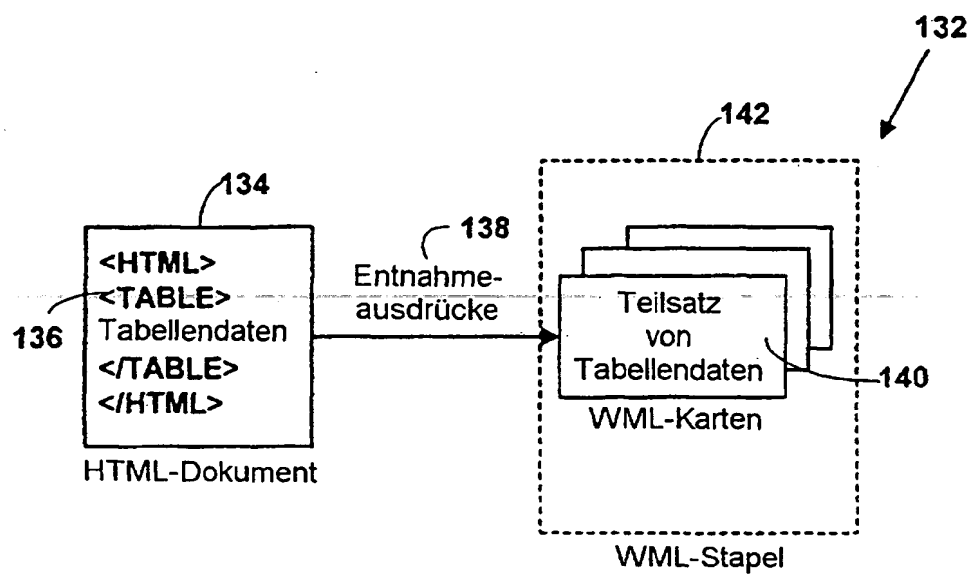 132
142
134
138
<HTML>
<TABLE>
Tabellendaten
</TABLE>
</HTML>
136
HTML-Dokument
Entnahme-
ausdrücke
Teilsatz
von
Tabellendaten
140
WML-Karten
WML-Stapel